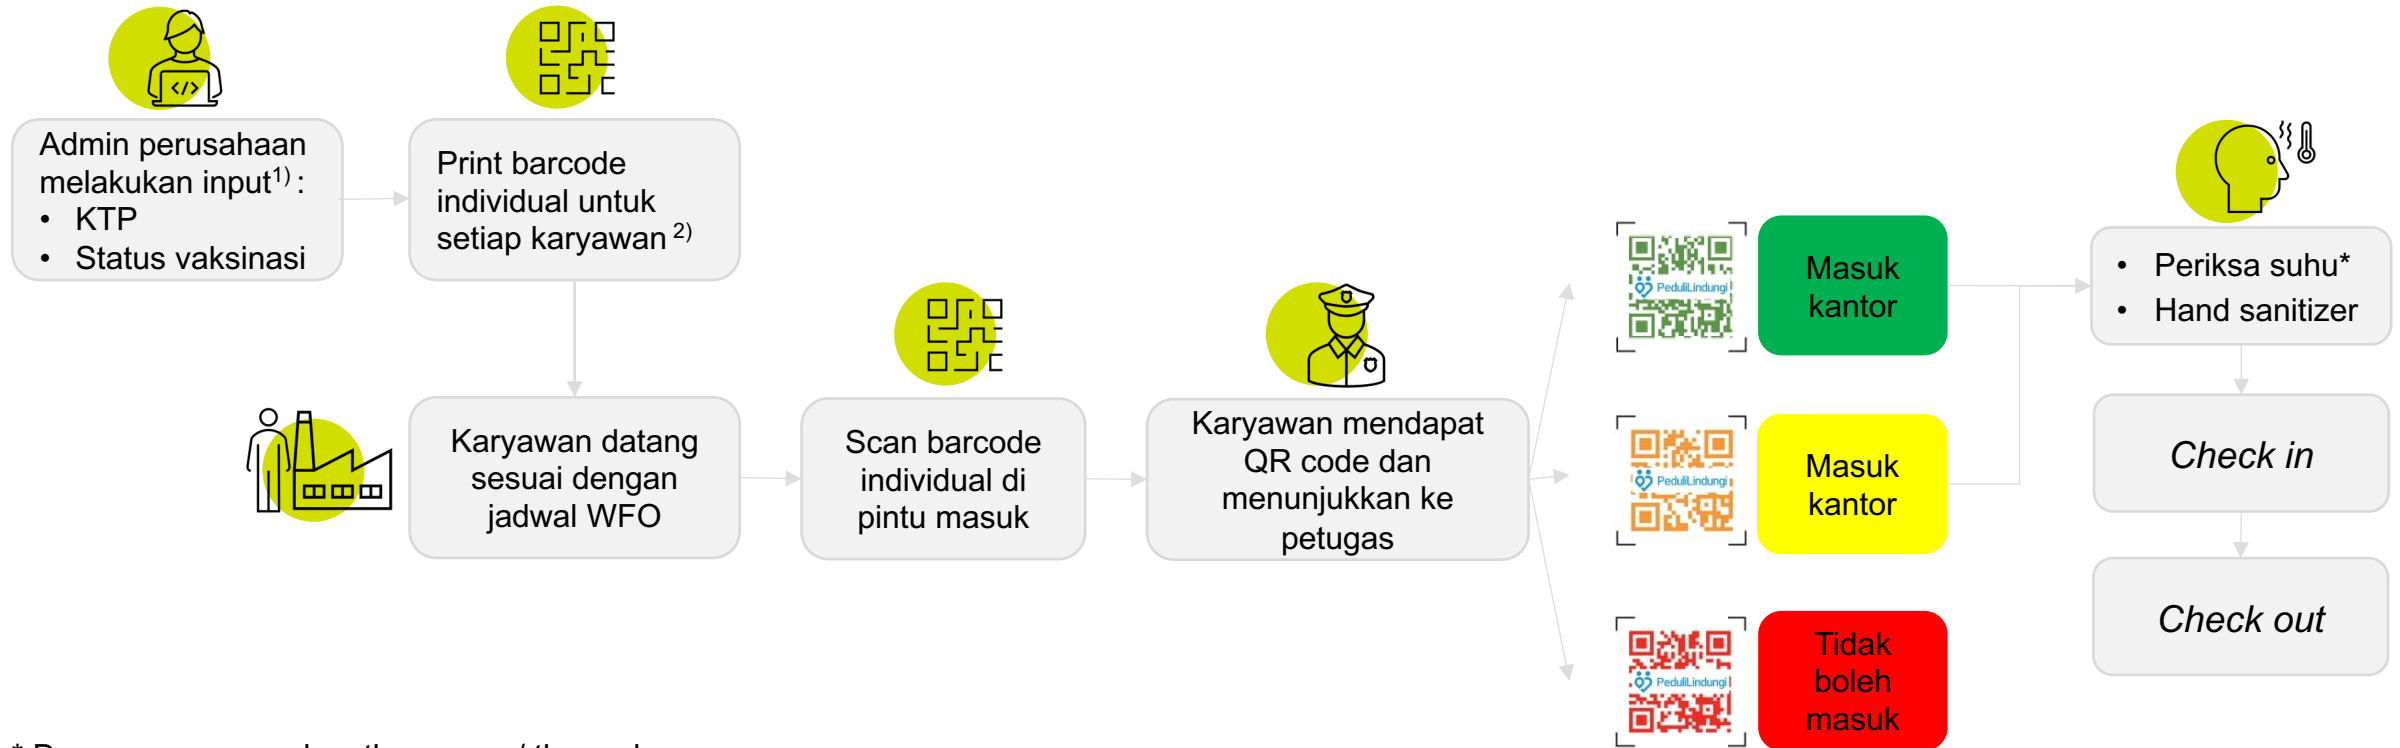 Admin perusahaan
melakukan input1) :
• KTP
• Status vaksinasi
Print barcode
individual untuk
setiap karyawan 2)
Karyawan datang
sesuai dengan
jadwal WFO
Scan barcode
individual di
pintu masuk
Karyawan mendapat
QR code dan
menunjukkan ke
petugas
PeduliLindungi
Masuk
kantor
PeduliLindungi
Masuk
kantor
PeduliLindungi
Tidak
boleh
masuk
• Periksa suhu*
• Hand sanitizer
Check in
Check out